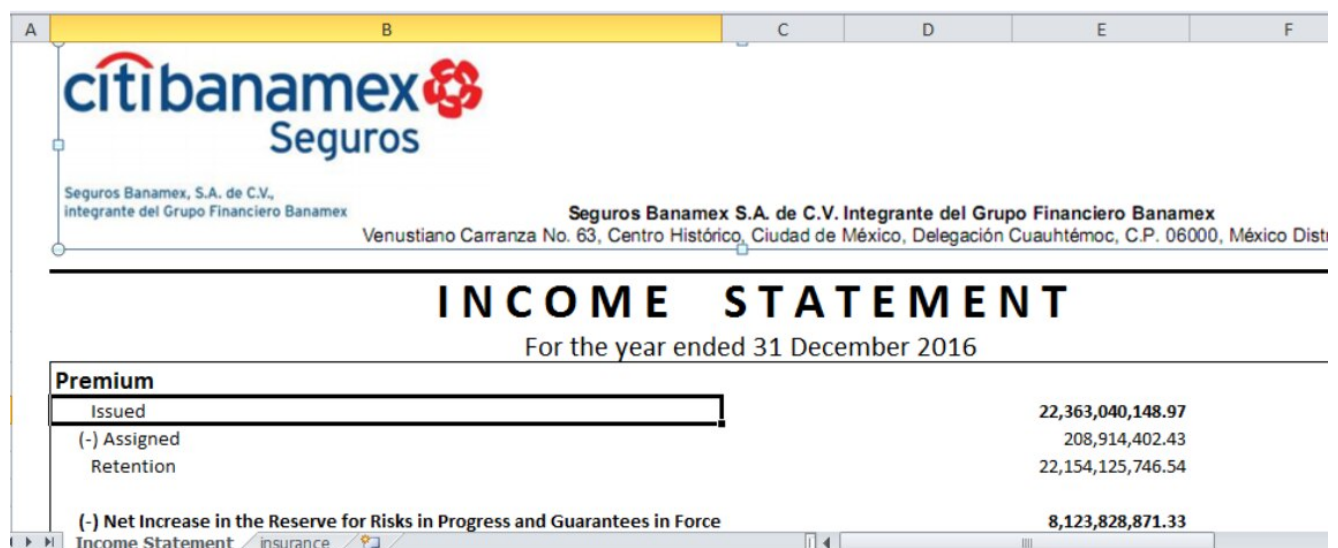 A B C D E F
citibanamex
Seguros
Seguros Banamex, S.A. de C.V.,
integrante del Grupo Financiero Banamex
Seguros Banamex S.A. de C.V. Integrante del Grupo Financiero Banamex
Venustiano Carranza No. 63, Centro Histórico, Ciudad de México, Delegación Cuauhtémoc, C.P. 06000, México Distr
INCOME STATEMENT
For the year ended 31 December 2016
Premium
Issued 22,363,040,148.97
(-) Assigned 208,914,402.43
Retention 22,154,125,746.54
(-) Net Increase in the Reserve for Risks in Progress and Guarantees in Force 8,123,828,871.33
Income Statement insurance